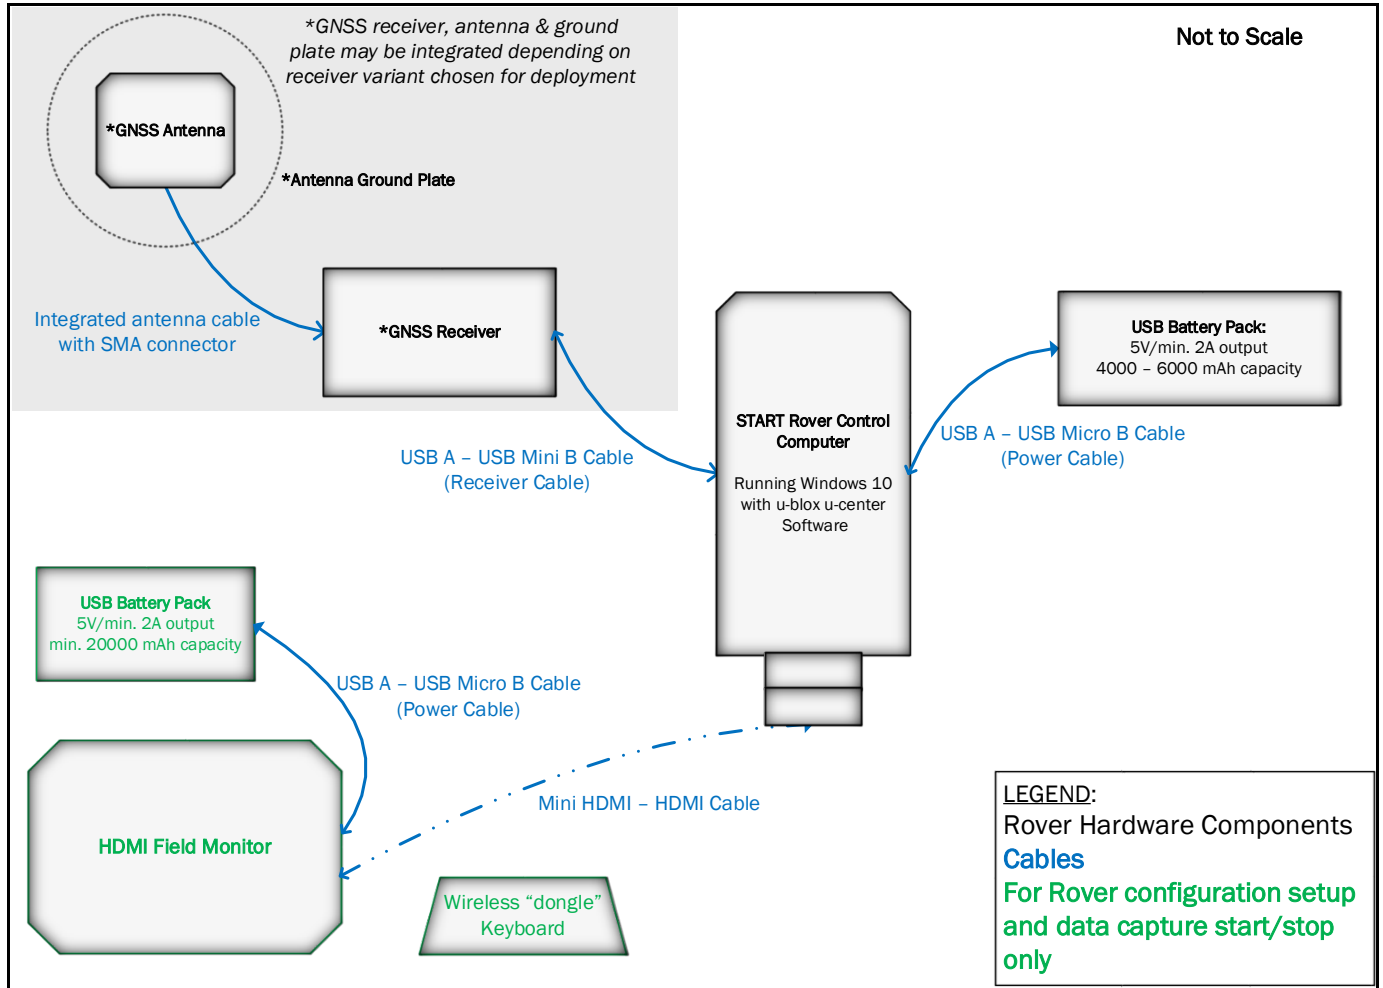 *GNSS receiver, antenna & ground
plate may be integrated depending on
receiver variant chosen for deployment
Not to Scale
*GNSS Antenna
*Antenna Ground Plate
Integrated antenna cable
with SMA connector
*GNSS Receiver
USB A – USB Mini B Cable
(Receiver Cable)
START Rover Control
Computer
Running Windows 10
with u-blox u-center
Software
USB Battery Pack:
5V/min. 2A output
4000 – 6000 mAh capacity
USB A – USB Micro B Cable
(Power Cable)
USB Battery Pack
5V/min. 2A output
min. 20000 mAh capacity
USB A – USB Micro B Cable
(Power Cable)
HDMI Field Monitor
Mini HDMI – HDMI Cable
Wireless “dongle”
Keyboard
LEGEND:
Rover Hardware Components
Cables
For Rover configuration setup
and data capture start/stop
only